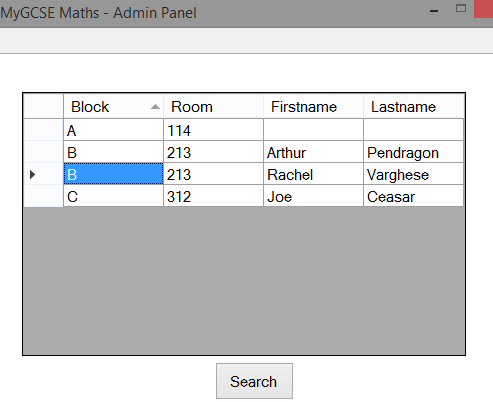 MyGCSE Maths - Admin Panel
Block Room Firstname Lastname
A 114
B 213 Arthur Pendragon
B 213 Rachel Varghese
C 312 Joe Ceasar
Search